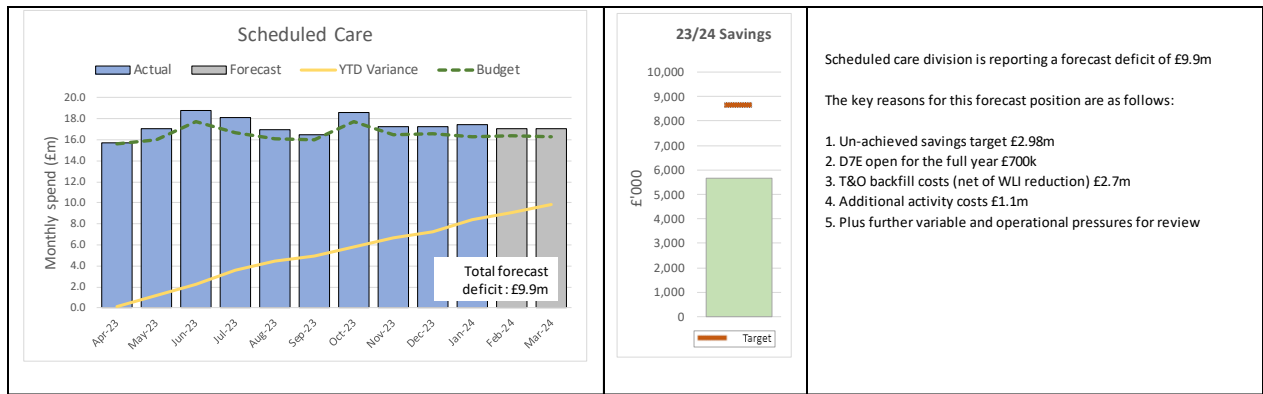 Scheduled Care
Actual
Forecast
YTD Variance
Budget
Monthly spend (£m)
20.0
18.0
16.0
14.0
12.0
10.0
8.0
6.0
4.0
2.0
0.0
Total forecast
deficit : £9.9m
Apr-23
May-23
Jun-23
Jul-23
Aug-23
Sep-23
Oct-23
Nov-23
Dec-23
Jan-24
Feb-24
Mar-24
23/24 Savings
£'000
10,000
9,000
8,000
7,000
6,000
5,000
4,000
3,000
2,000
1,000
0
Target
Scheduled care division is reporting a forecast deficit of £9.9m
The key reasons for this forecast position are as follows:
1. Un-achieved savings target £2.98m
2. D7E open for the full year £700k
3. T&O backfill costs (net of WLI reduction) £2.7m
4. Additional activity costs £1.1m
5. Plus further variable and operational pressures for review